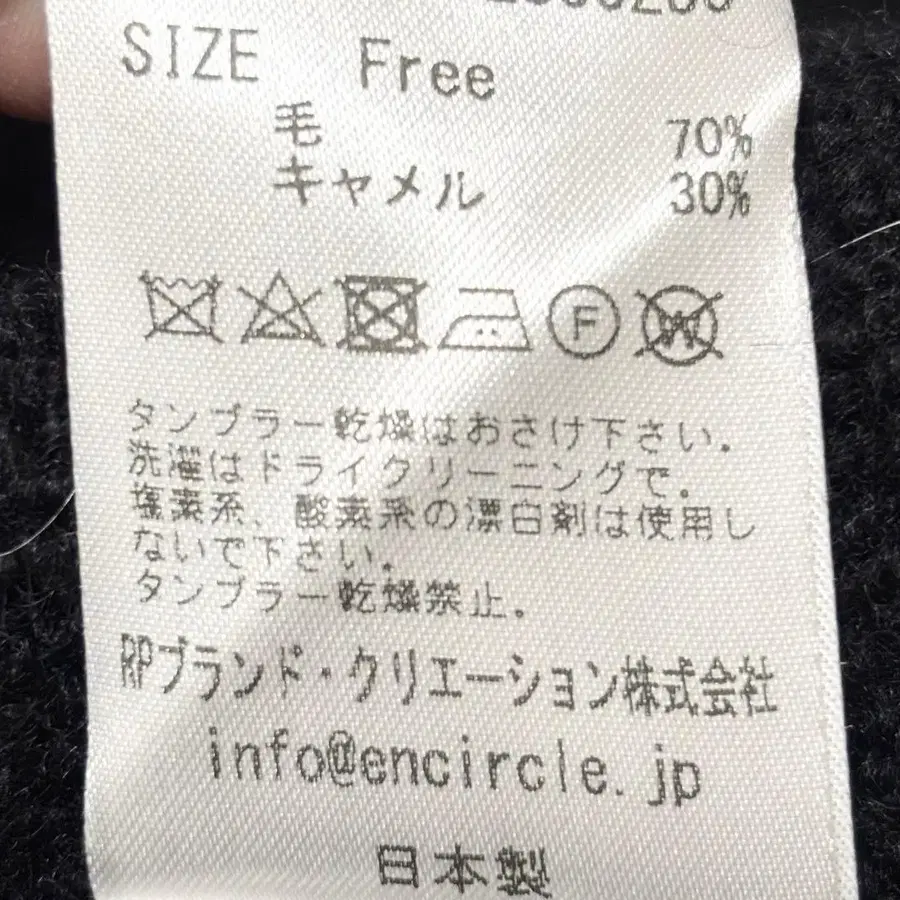 SIZE Free
毛 70%
キャメル 30%
F
W
タンブラー乾燥はおさけ下さい.
洗濯はドライクリーニングで。
塩素系、酸素系の漂白剤は使用し
ないで下さい.
タンブラー乾燥禁止.
RPブランド・クリエーション株式会社
info@encircle.jp
日本製